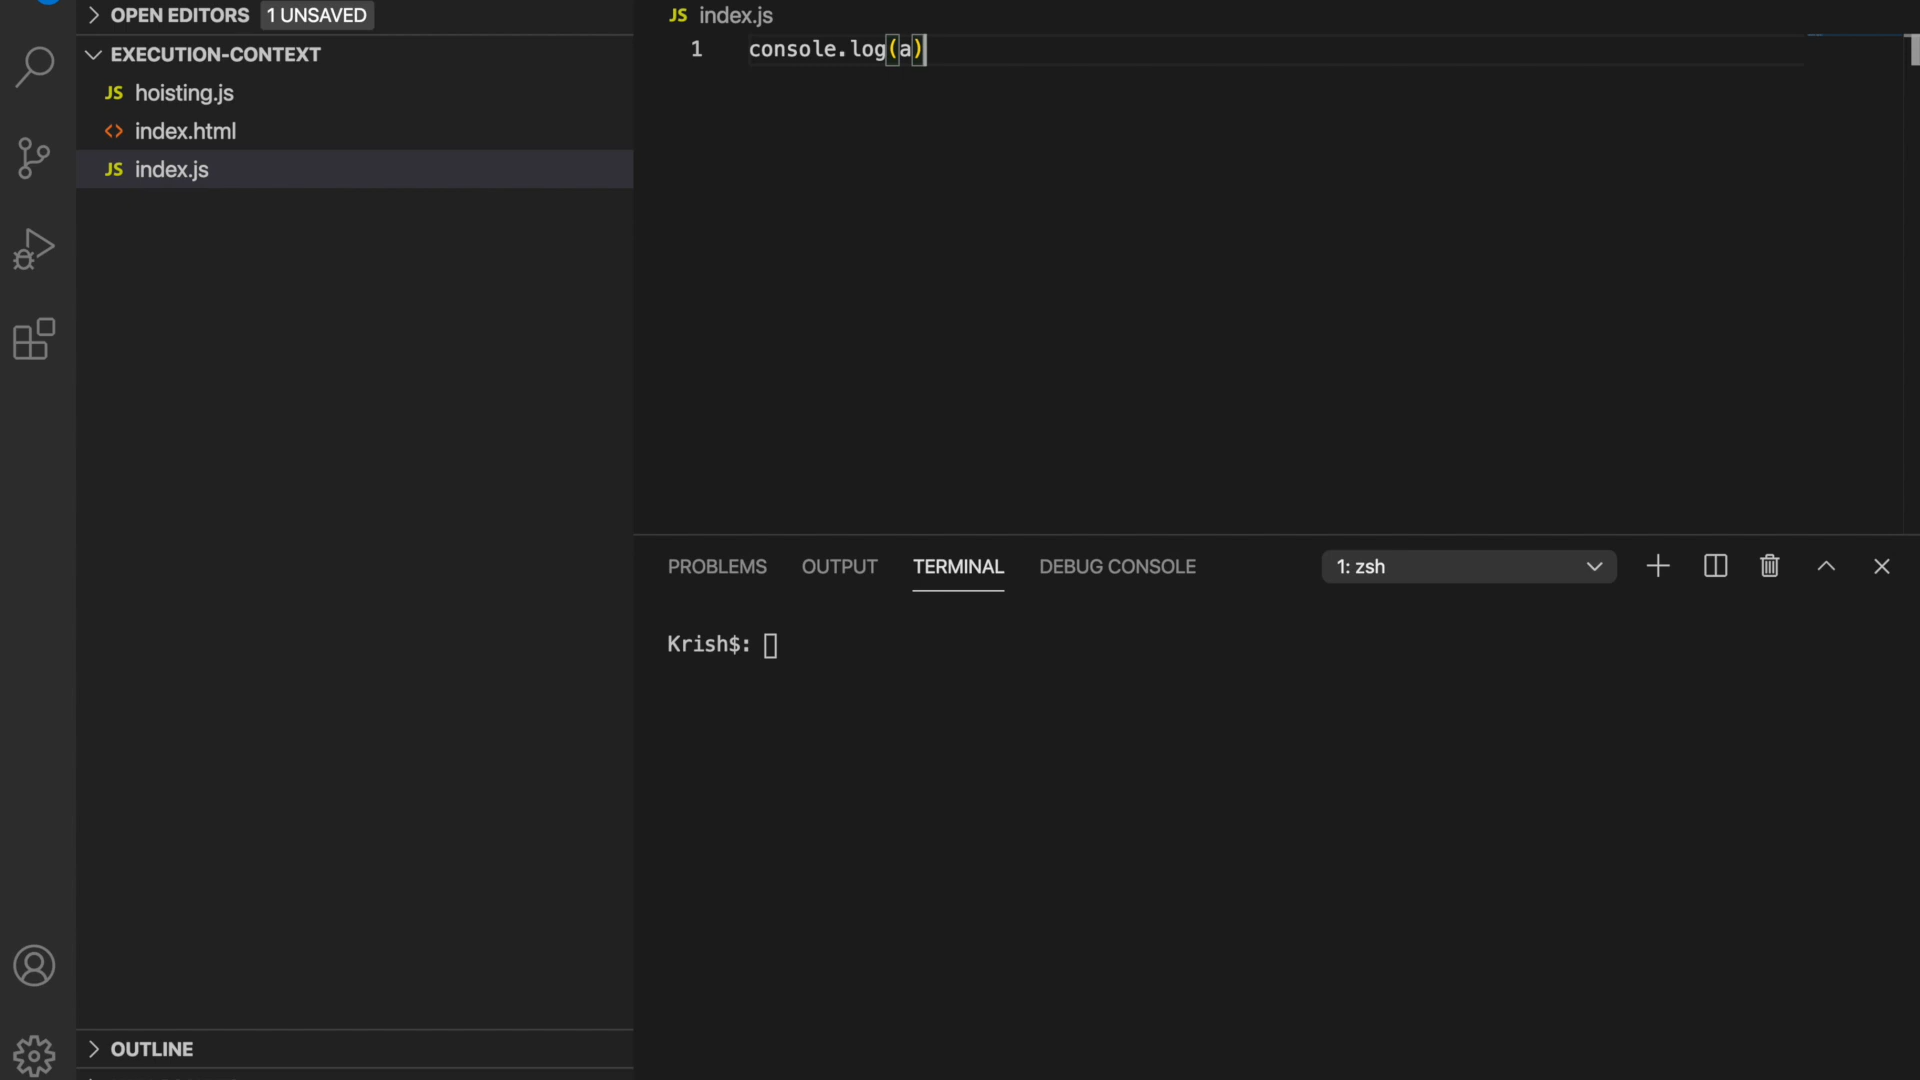 OPEN EDITORS 1 UNSAVED
EXECUTION-CONTEXT
JS hoisting.js
<> index.html
JS index.js
OUTLINE
JS index.js
1 console.log(a)
PROBLEMS OUTPUT TERMINAL DEBUG CONSOLE 1: zsh
Krish$: